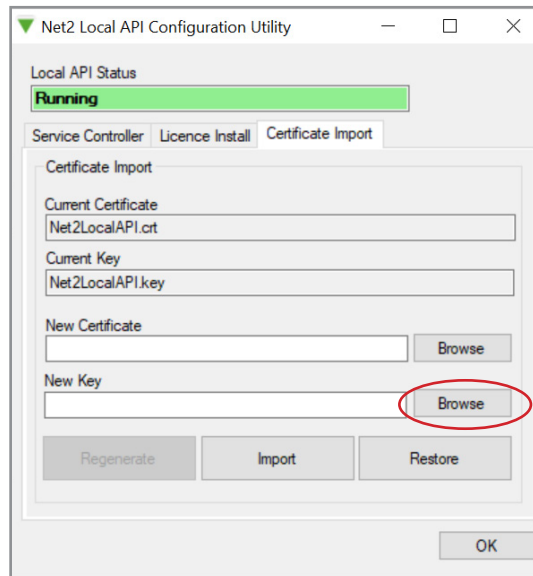 Net2 Local API Configuration Utility
Local API Status
Running
Service Controller Licence Install Certificate Import
Certificate Import
Current Certificate
Net2LocalAPI.crt
Current Key
Net2LocalAPI.key
New Certificate
Browse
New Key
Browse
Regenerate Import Restore
OK